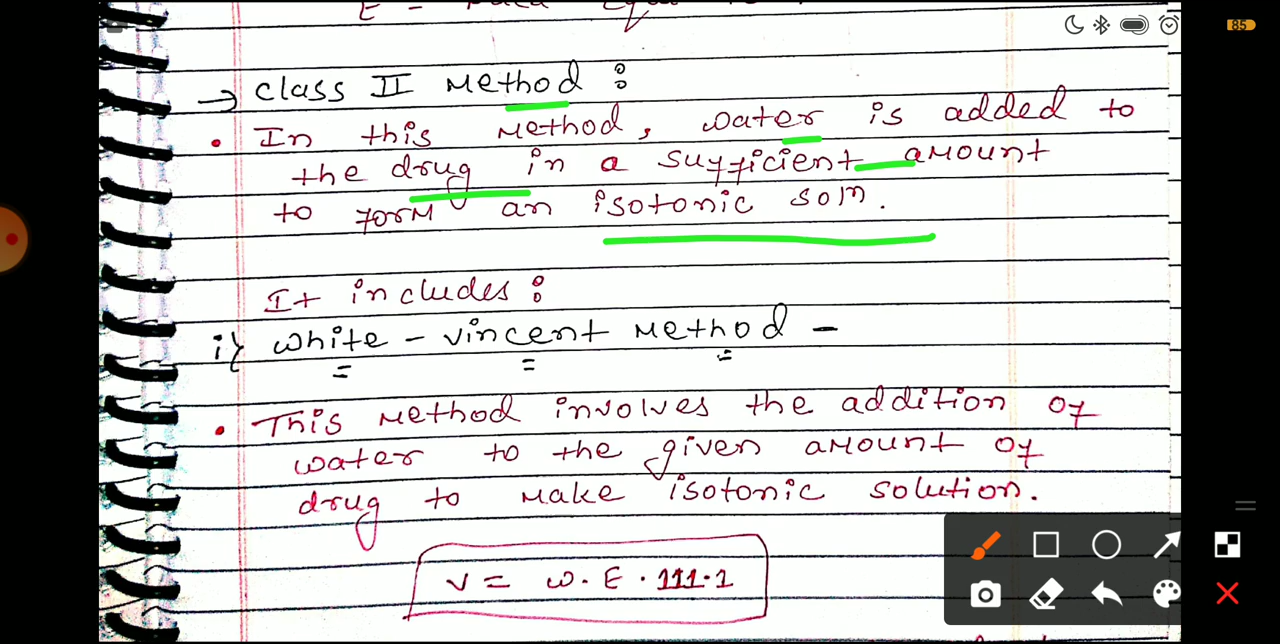 85
→ class II Method :
• In this Method, water is added to
the drug in a sufficient amount
to form an isotonic soln.
It includes :
i} white - vincent Method -
• This Method involves the addition of
water to the given amount of
drug to make isotonic solution.
V = W · E · 111.1